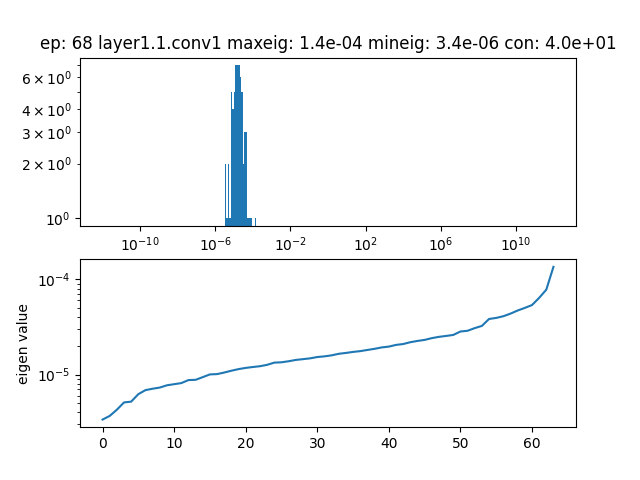 ep: 68 layer1.1.conv1 maxeig: 1.4e-04 mineig: 3.4e-06 con: 4.0e+01
6 × 10⁰
4 × 10⁰
3 × 10⁰
2 × 10⁰
10⁰
10⁻¹⁰ 10⁻⁶ 10⁻² 10² 10⁶ 10¹⁰
10⁻⁴
10⁻⁵
eigen value
0 10 20 30 40 50 60